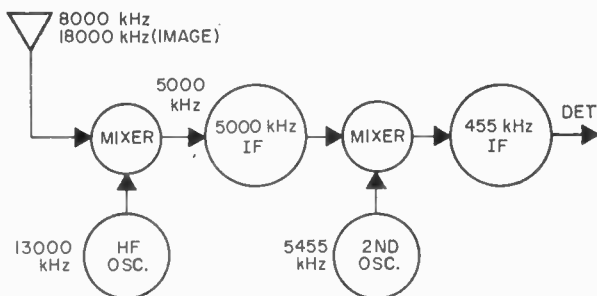 8000 kHz
18000 kHz(IMAGE)
5000
kHz
MIXER
5000 kHz
IF
MIXER
455 kHz
IF
DET
13000
kHz
HF
OSC.
5455
kHz
2ND
OSC.